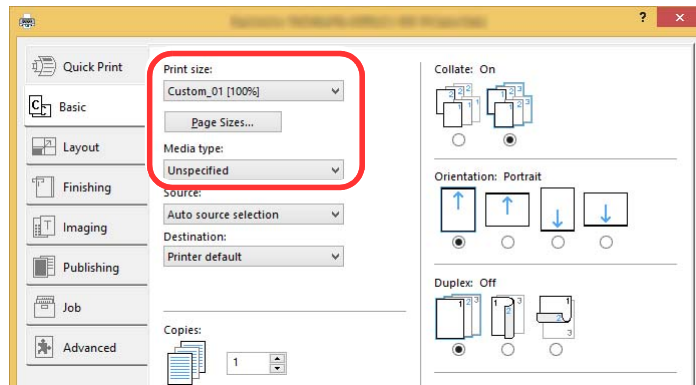 ?
x
Quick Print
Basic
Layout
Finishing
Imaging
Publishing
Job
Advanced
Print size:
Custom_01 [100%]
Page Sizes...
Media type:
Unspecified
Source:
Auto source selection
Destination:
Printer default
Copies:
1
Collate: On
Orientation: Portrait
Duplex: Off